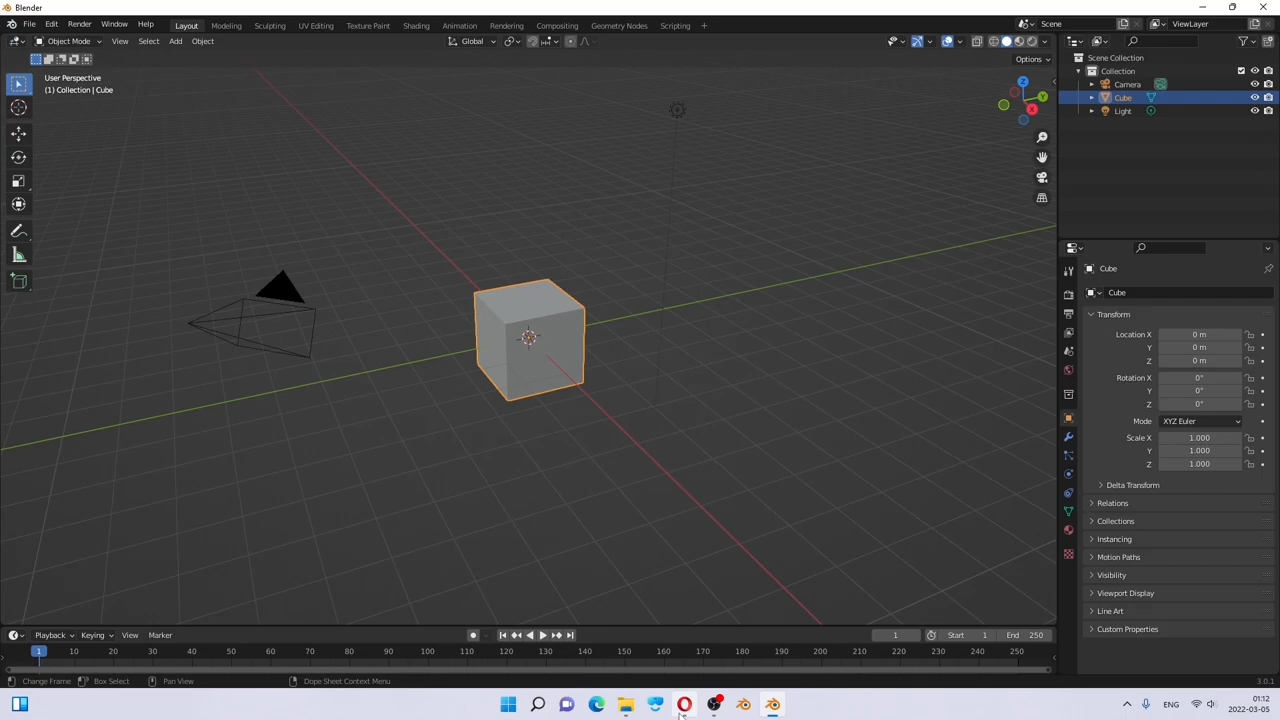 Blender
File Edit Render Window Help Layout Modeling Sculpting UV Editing Texture Paint Shading Animation Rendering Compositing Geometry Nodes Scripting + Scene ViewLayer
Object Mode View Select Add Object Global
Options
User Perspective
(1) Collection | Cube
Z
Y
X
Scene Collection
Collection
Camera
Cube
Light
Cube
Cube
Transform
Location X 0 m
Y 0 m
Z 0 m
Rotation X 0°
Y 0°
Z 0°
Mode XYZ Euler
Scale X 1.000
Y 1.000
Z 1.000
Delta Transform
Relations
Collections
Instancing
Motion Paths
Visibility
Viewport Display
Line Art
Custom Properties
Playback Keying View Marker 1 Start 1 End 250
1 10 20 30 40 50 60 70 80 90 100 110 120 130 140 150 160 170 180 190 200 210 220 230 240 250
Change Frame Box Select Pan View Dope Sheet Context Menu 3.0.1
ENG
01:12
2022-03-05